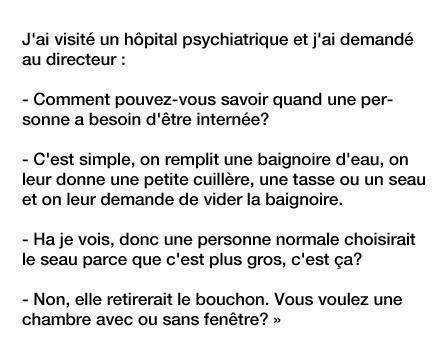 J'ai visité un hôpital psychiatrique et j'ai demandé
au directeur :
- Comment pouvez-vous savoir quand une per-
sonne a besoin d'être internée?
- C'est simple, on remplit une baignoire d'eau, on
leur donne une petite cuillère, une tasse ou un seau
et on leur demande de vider la baignoire.
- Ha je vois, donc une personne normale choisirait
le seau parce que c'est plus gros, c'est ça?
- Non, elle retirerait le bouchon. Vous voulez une
chambre avec ou sans fenêtre? »